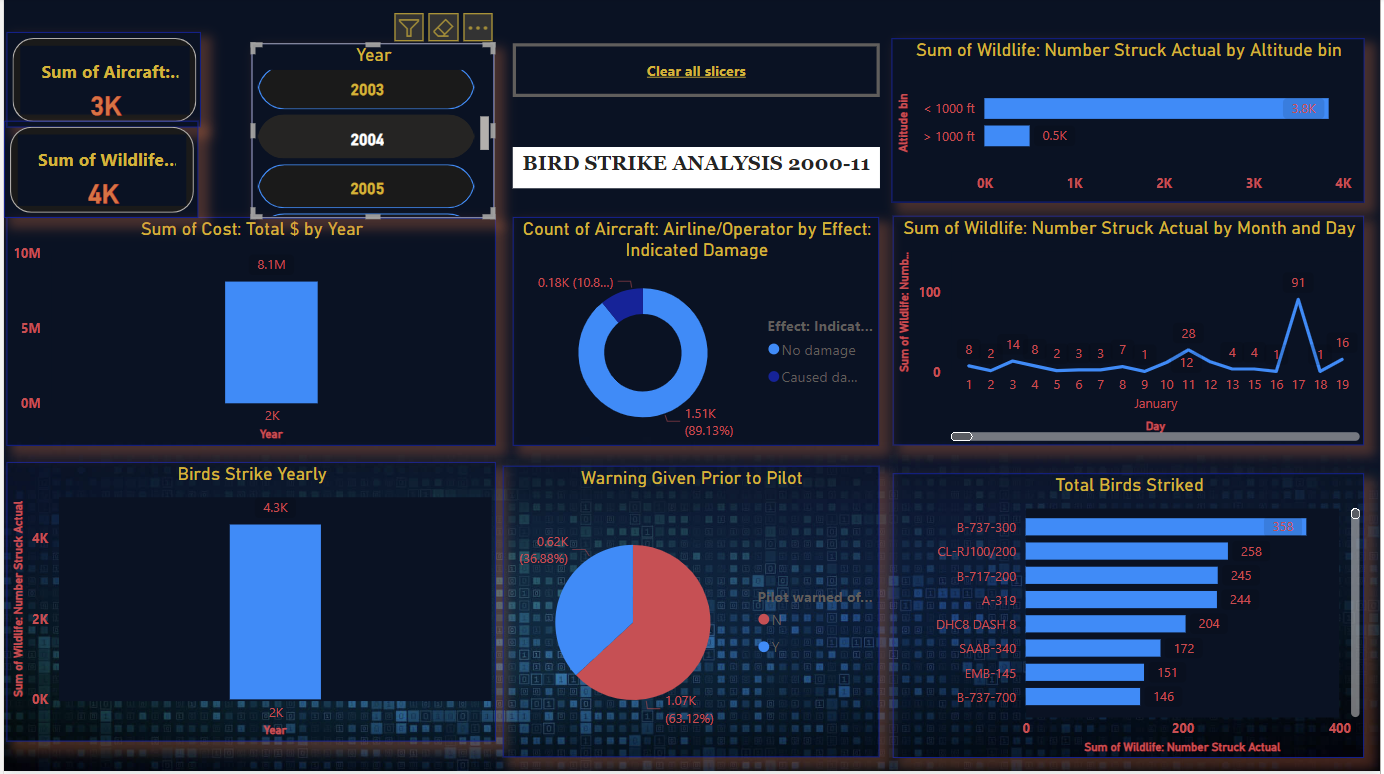 Sum of Aircraft:..
3K
Sum of Wildlife...
4K
Year
2003
2004
2005
Clear all slicers
BIRD STRIKE ANALYSIS 2000-11
Sum of Wildlife: Number Struck Actual by Altitude bin
Altitude bin
< 1000 ft
3.8K
> 1000 ft
0.5K
0K 1K 2K 3K 4K
Sum of Cost: Total $ by Year
10M
8.1M
5M
0M
2K
Year
Count of Aircraft: Airline/Operator by Effect:
Indicated Damage
0.18K (10.8...)
Effect: Indicat...
No damage
Caused da...
1.51K
(89.13%)
Sum of Wildlife: Number Struck Actual by Month and Day
Sum of Wildlife: Numb...
100
0
8 2 14 8 2 3 3 7 1 12 28 4 4 1 91 1 16
1 2 3 4 5 6 7 8 9 10 11 12 13 15 16 17 18 19
January
Day
Birds Strike Yearly
Sum of Wildlife: Number Struck Actual
4.3K
4K
2K
0K
2K
Year
Warning Given Prior to Pilot
0.62K
(36.88%)
Pilot warned of...
N
Y
1.07K
(63.12%)
Total Birds Striked
B-737-300 358
CL-RJ100/200 258
B-717-200 245
A-319 244
DHC8 DASH 8 204
SAAB-340 172
EMB-145 151
B-737-700 146
0 200 400
Sum of Wildlife: Number Struck Actual